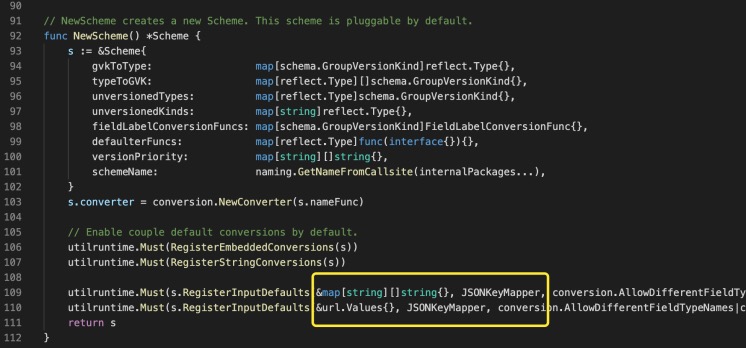 90
91 // NewScheme creates a new Scheme. This scheme is pluggable by default.
92 func NewScheme() *Scheme {
93 s := &Scheme{
94 gvkToType: map[schema.GroupVersionKind]reflect.Type{},
95 typeToGVK: map[reflect.Type][]schema.GroupVersionKind{},
96 unversionedTypes: map[reflect.Type]schema.GroupVersionKind{},
97 unversionedKinds: map[string]reflect.Type{},
98 fieldLabelConversionFuncs: map[schema.GroupVersionKind]FieldLabelConversionFunc{},
99 defaulterFuncs: map[reflect.Type]func(interface{}){},
100 versionPriority: map[string][]string{},
101 schemeName: naming.GetNameFromCallsite(internalPackages...),
102 }
103 s.converter = conversion.NewConverter(s.nameFunc)
104
105 // Enable couple default conversions by default.
106 utilruntime.Must(RegisterEmbeddedConversions(s))
107 utilruntime.Must(RegisterStringConversions(s))
108
109 utilruntime.Must(s.RegisterInputDefaults &map[string][]string{}, JSONKeyMapper, conversion.AllowDifferentFieldTy
110 utilruntime.Must(s.RegisterInputDefaults &url.Values{}, JSONKeyMapper, conversion.AllowDifferentFieldTypeNames|c
111 return s
112 }